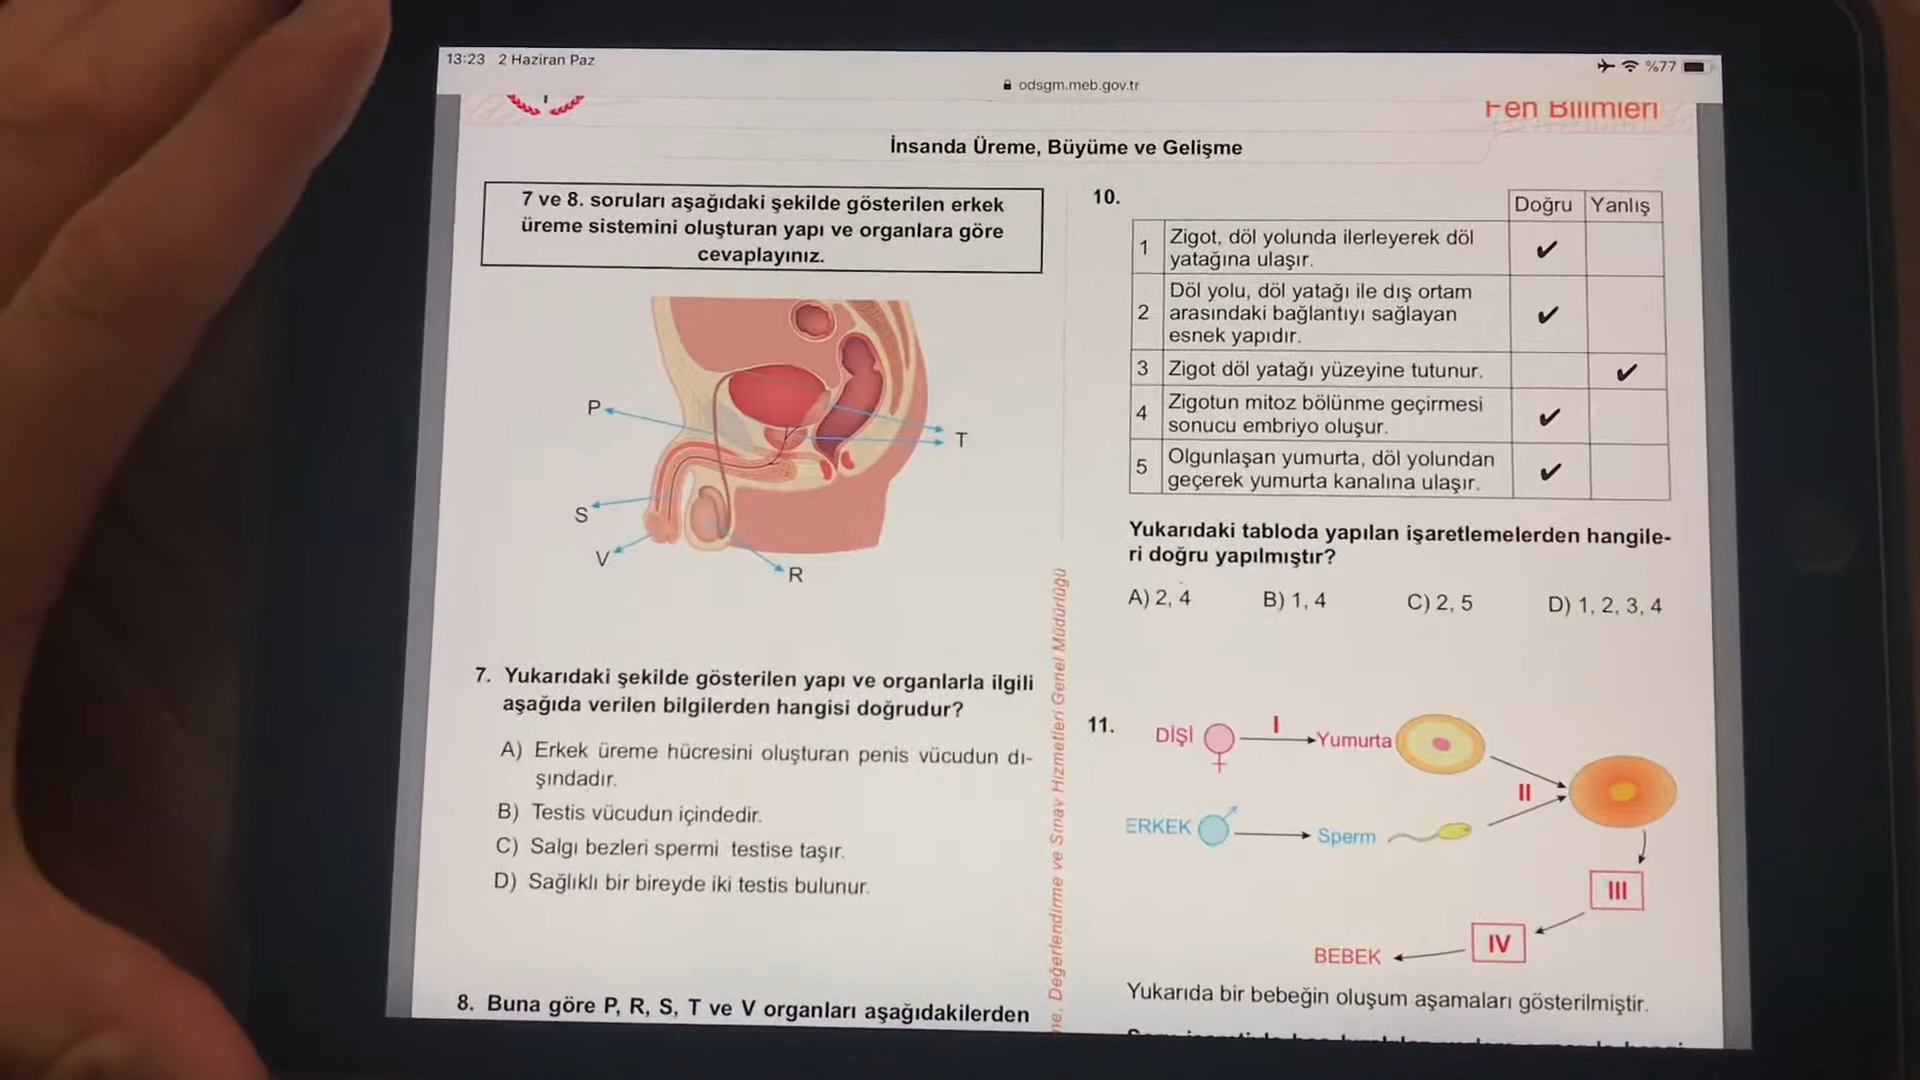 13:23 2 Haziran Paz
%77
odsgm.meb.gov.tr
Fen Bilimleri
İnsanda Üreme, Büyüme ve Gelişme
7 ve 8. soruları aşağıdaki şekilde gösterilen erkek
üreme sistemini oluşturan yapı ve organlara göre
cevaplayınız.
P
T
S
V
R
7. Yukarıdaki şekilde gösterilen yapı ve organlarla ilgili
aşağıda verilen bilgilerden hangisi doğrudur?
A) Erkek üreme hücresini oluşturan penis vücudun dı-
şındadır.
B) Testis vücudun içindedir.
C) Salgı bezleri spermi testise taşır.
D) Sağlıklı bir bireyde iki testis bulunur.
8. Buna göre P, R, S, T ve V organları aşağıdakilerden
Değerlendirme ve Sınav Hizmetleri Genel Müdürlüğü
10.
Doğru Yanlış
1 Zigot, döl yolunda ilerleyerek döl
yatağına ulaşır. ✔
2 Döl yolu, döl yatağı ile dış ortam
arasındaki bağlantıyı sağlayan
esnek yapıdır. ✔
3 Zigot döl yatağı yüzeyine tutunur. ✔
4 Zigotun mitoz bölünme geçirmesi
sonucu embriyo oluşur. ✔
5 Olgunlaşan yumurta, döl yolundan
geçerek yumurta kanalına ulaşır. ✔
Yukarıdaki tabloda yapılan işaretlemelerden hangile-
ri doğru yapılmıştır?
A) 2, 4 B) 1, 4 C) 2, 5 D) 1, 2, 3, 4
11.
DİŞİ I Yumurta
II
ERKEK Sperm
III
IV
BEBEK
Yukarıda bir bebeğin oluşum aşamaları gösterilmiştir.